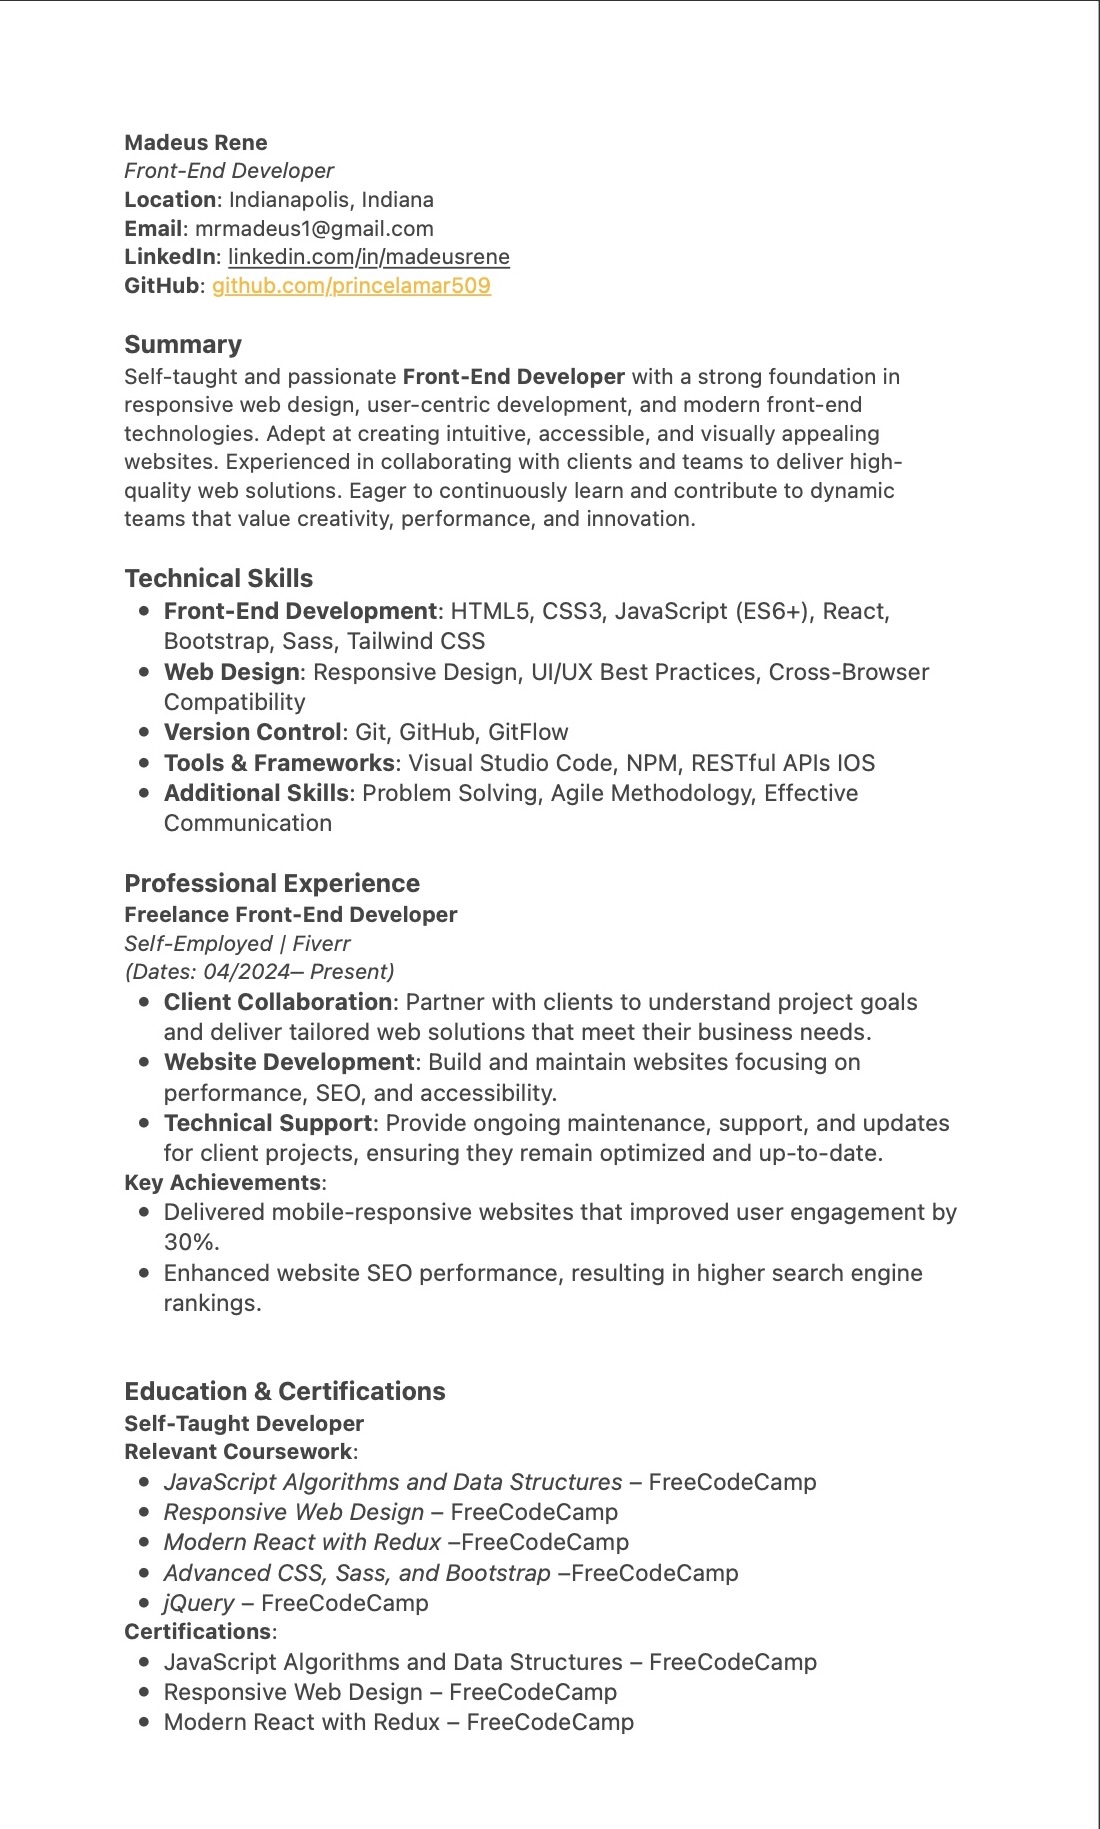 Madeus Rene
Front-End Developer
Location: Indianapolis, Indiana
Email: mrmadeus1@gmail.com
LinkedIn: linkedin.com/in/madeusrene
GitHub: github.com/princelamar509
Summary
Self-taught and passionate Front-End Developer with a strong foundation in
responsive web design, user-centric development, and modern front-end
technologies. Adept at creating intuitive, accessible, and visually appealing
websites. Experienced in collaborating with clients and teams to deliver high-
quality web solutions. Eager to continuously learn and contribute to dynamic
teams that value creativity, performance, and innovation.
Technical Skills
• Front-End Development: HTML5, CSS3, JavaScript (ES6+), React,
Bootstrap, Sass, Tailwind CSS
• Web Design: Responsive Design, UI/UX Best Practices, Cross-Browser
Compatibility
• Version Control: Git, GitHub, GitFlow
• Tools & Frameworks: Visual Studio Code, NPM, RESTful APIs IOS
• Additional Skills: Problem Solving, Agile Methodology, Effective
Communication
Professional Experience
Freelance Front-End Developer
Self-Employed | Fiverr
(Dates: 04/2024– Present)
• Client Collaboration: Partner with clients to understand project goals
and deliver tailored web solutions that meet their business needs.
• Website Development: Build and maintain websites focusing on
performance, SEO, and accessibility.
• Technical Support: Provide ongoing maintenance, support, and updates
for client projects, ensuring they remain optimized and up-to-date.
Key Achievements:
• Delivered mobile-responsive websites that improved user engagement by
30%.
• Enhanced website SEO performance, resulting in higher search engine
rankings.
Education & Certifications
Self-Taught Developer
Relevant Coursework:
• JavaScript Algorithms and Data Structures – FreeCodeCamp
• Responsive Web Design – FreeCodeCamp
• Modern React with Redux –FreeCodeCamp
• Advanced CSS, Sass, and Bootstrap –FreeCodeCamp
• jQuery – FreeCodeCamp
Certifications:
• JavaScript Algorithms and Data Structures – FreeCodeCamp
• Responsive Web Design – FreeCodeCamp
• Modern React with Redux – FreeCodeCamp